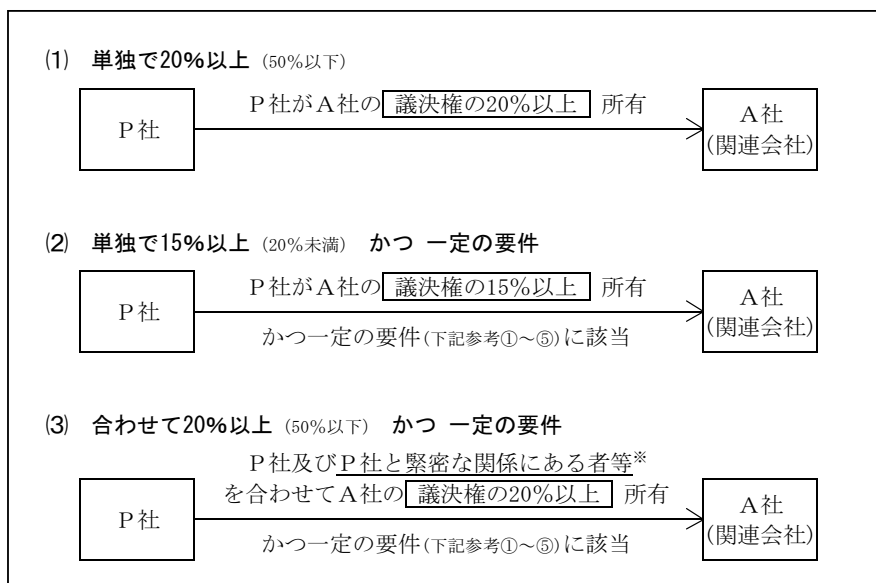 ⑴ 単独で20%以上（50％以下）
P社がA社の 議決権の20％以上 所有
P社
A社
(関連会社)
⑵ 単独で15%以上（20％未満） かつ 一定の要件
P社がA社の 議決権の15％以上 所有
P社
A社
(関連会社)
かつ一定の要件(下記参考①～⑤)に該当
⑶ 合わせて20%以上（50％以下） かつ 一定の要件
P社及びP社と緊密な関係にある者等※
を合わせてA社の 議決権の20％以上 所有
P社
A社
(関連会社)
かつ一定の要件(下記参考①～⑤)に該当